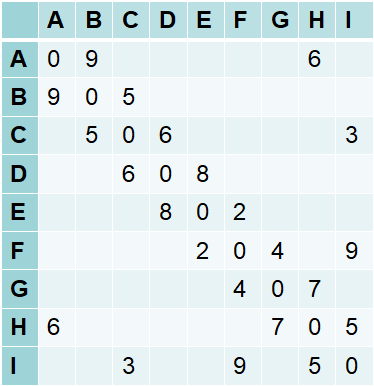 A B C D E F G H I
A 0 9 6
B 9 0 5
C 5 0 6 3
D 6 0 8
E 8 0 2
F 2 0 4 9
G 4 0 7
H 6 7 0 5
I 3 9 5 0